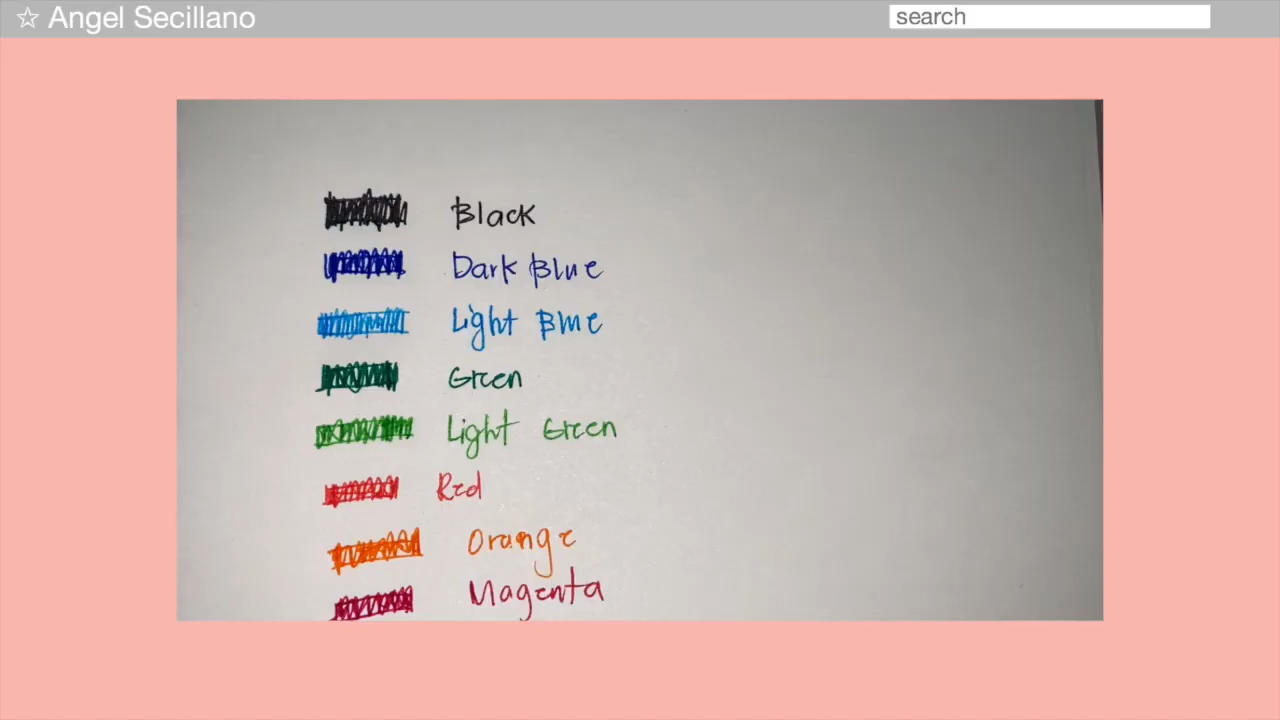 ☆ Angel Secillano
search
Black
Dark Blue
Light Blue
Green
Light Green
Red
Orange
Magenta